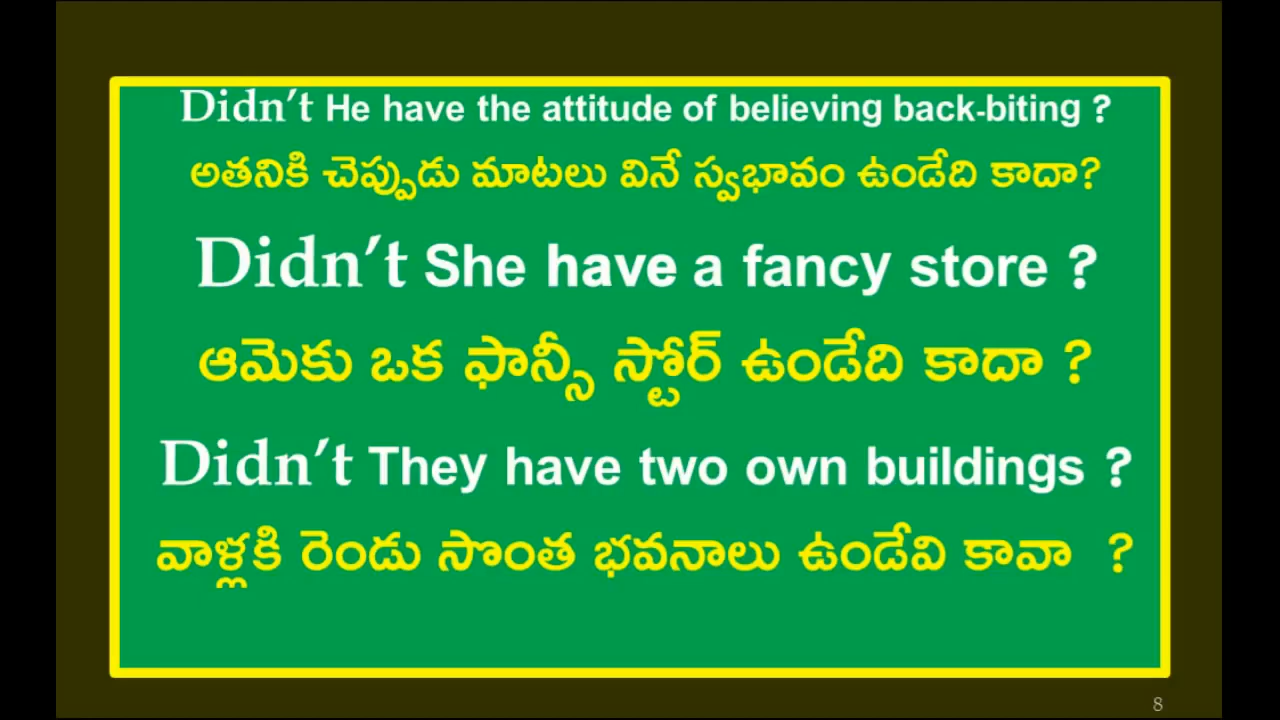 Didn't He have the attitude of believing back-biting ?
అతనికి చెప్పుడు మాటలు వినే స్వభావం ఉండేది కాదా?
Didn't She have a fancy store ?
ఆమెకు ఒక ఫాన్సీ స్టోర్ ఉండేది కాదా ?
Didn't They have two own buildings ?
వాళ్లకి రెండు సొంత భవనాలు ఉండేవి కావా ?
8